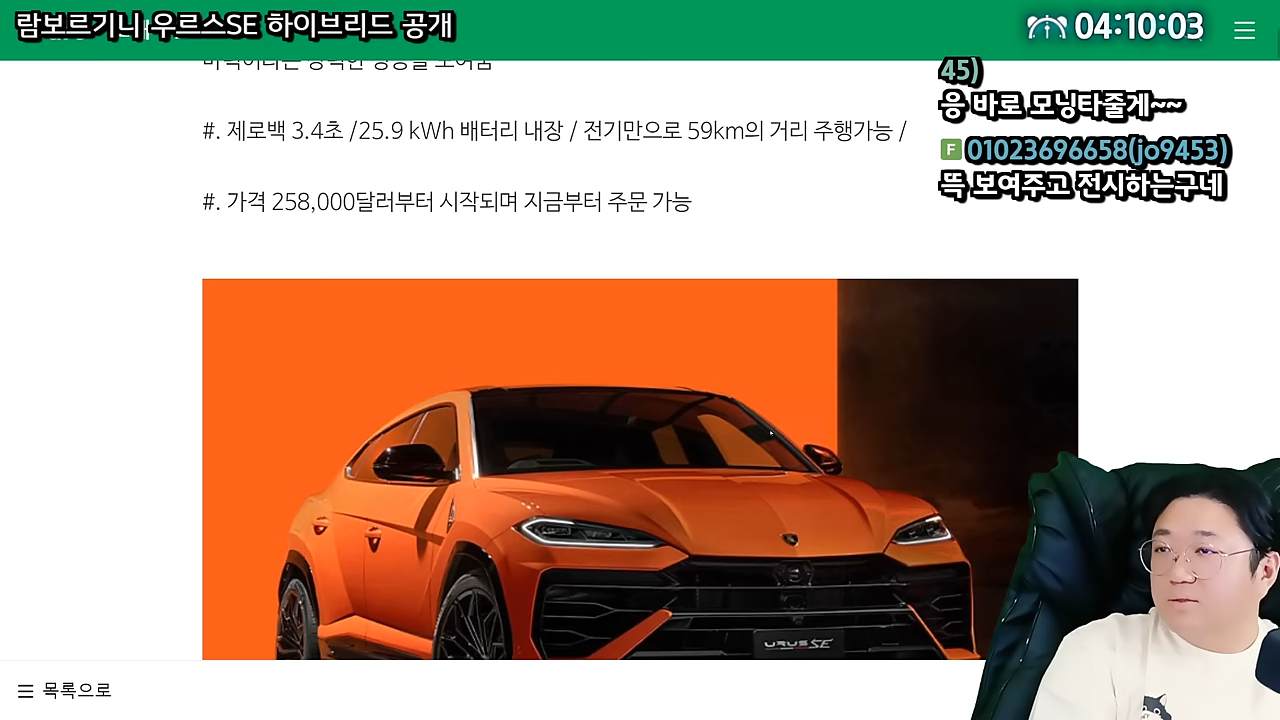 람보르기니 우르스SE 하이브리드 공개
04:10:03
45)
응 바로 모닝타줄게~~
F 01023696658(jo9453)
뜩 보여주고 전시하는구네
#. 제로백 3.4초 /25.9 kWh 배터리 내장 / 전기만으로 59km의 거리 주행가능 /
#. 가격 258,000달러부터 시작되며 지금부터 주문 가능
URUS SE
목록으로